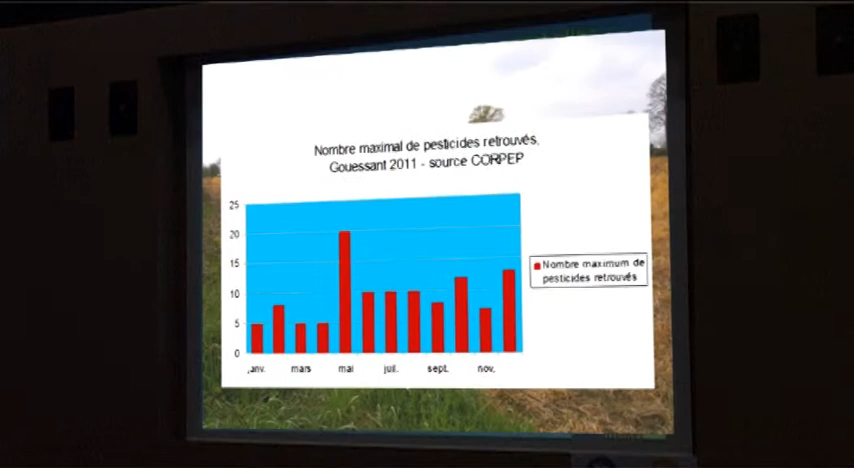 Nombre maximal de pesticides retrouvés.
Gouessant 2011 - source CORPEP
25
20
15
10
5
0
janv.
mars
mai
juil.
sept.
nov.
Nombre maximum de
pesticides retrouvés